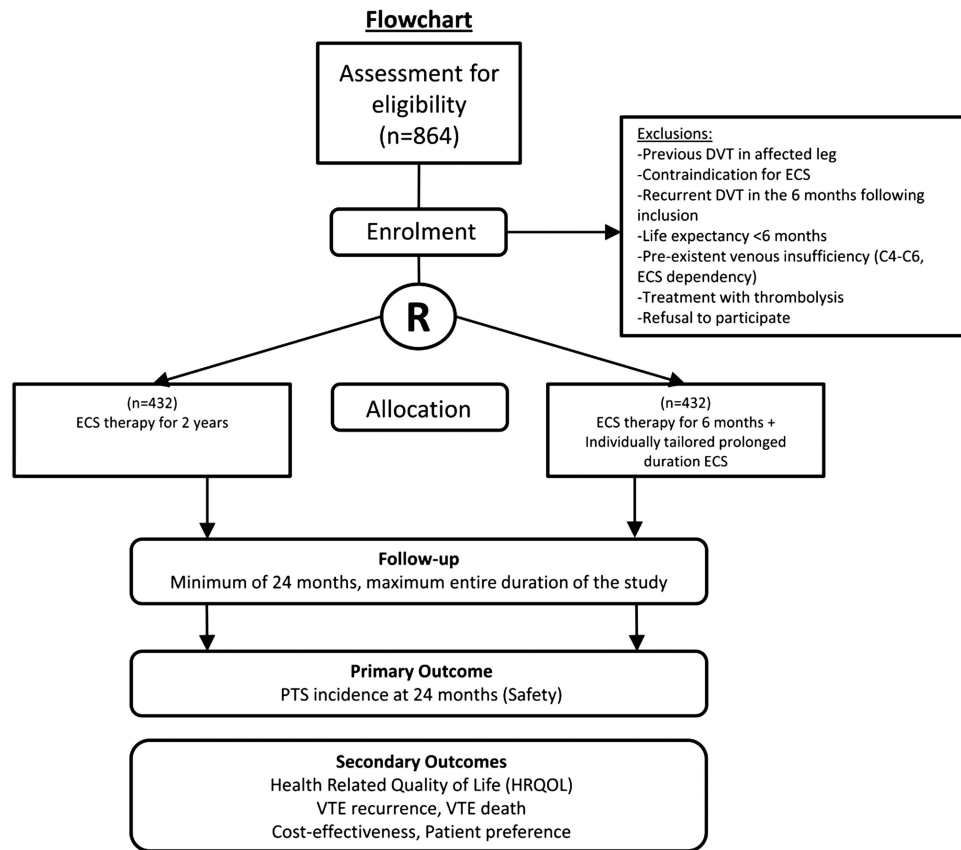 Flowchart
Assessment for
eligibility
(n=864)
Exclusions:
-Previous DVT in affected leg
-Contraindication for ECS
-Recurrent DVT in the 6 months following
inclusion
-Life expectancy <6 months
-Pre-existent venous insufficiency (C4-C6,
ECS dependency)
-Treatment with thrombolysis
-Refusal to participate
Enrolment
R
(n=432)
ECS therapy for 2 years
Allocation
(n=432)
ECS therapy for 6 months +
Individually tailored prolonged
duration ECS
Follow-up
Minimum of 24 months, maximum entire duration of the study
Primary Outcome
PTS incidence at 24 months (Safety)
Secondary Outcomes
Health Related Quality of Life (HRQOL)
VTE recurrence, VTE death
Cost-effectiveness, Patient preference